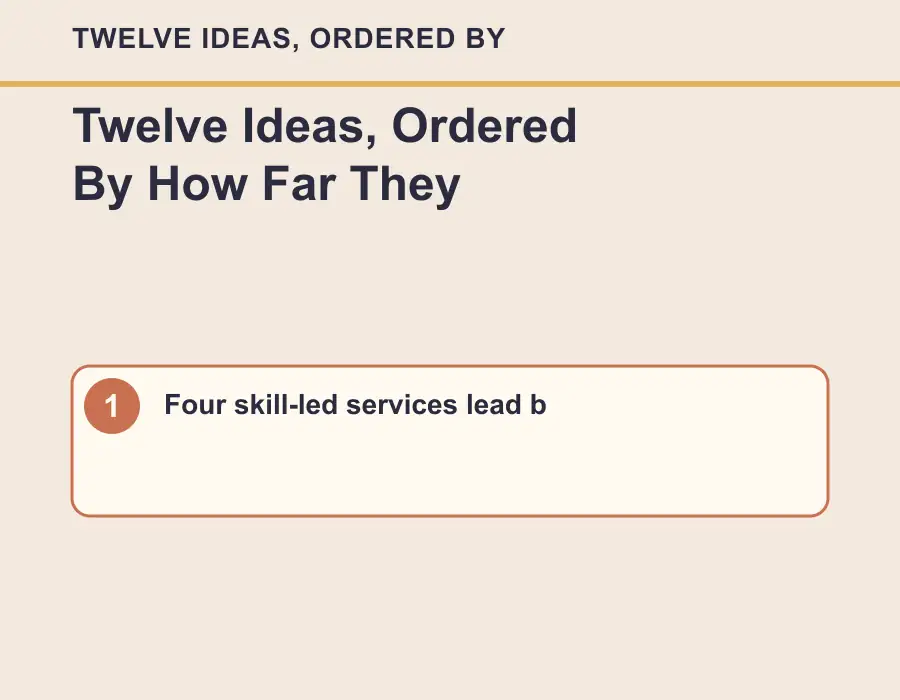 TWELVE IDEAS, ORDERED BY
Twelve Ideas, Ordered
By How Far They
1
Four skill-led services lead b